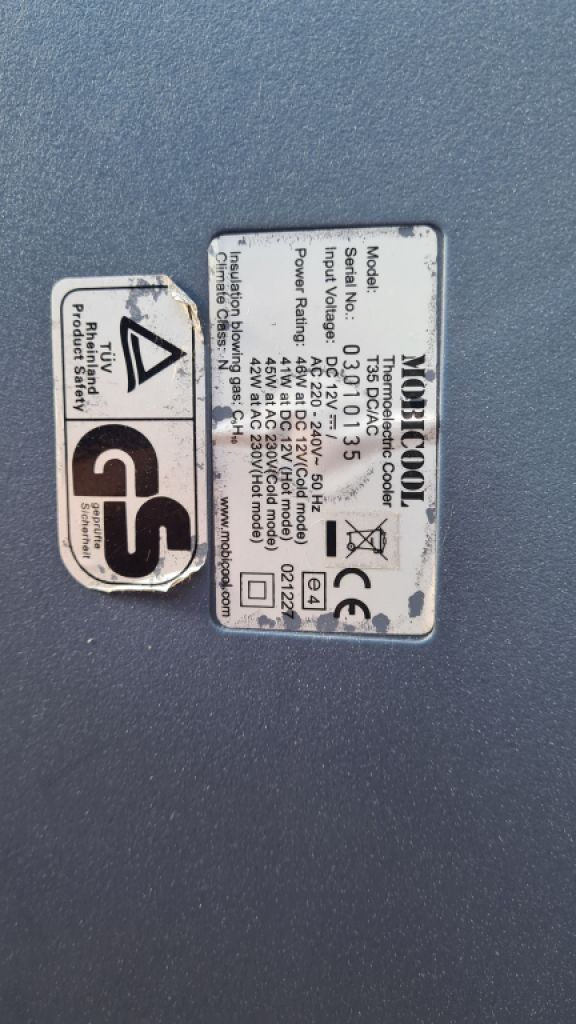 MOBICOOL
Thermoelectric Cooler
Model: T35 DC/AC
Serial No.: 03010135
Input Voltage: DC 12V ⎓ /
AC 220 - 240V~ 50 Hz
Power Rating: 46W at DC 12V(Cold mode)
41W at DC 12V (Hot mode)
45W at AC 230V(Cold mode)
42W at AC 230V(Hot mode)
Insulation blowing gas: C₅H₁₀
Climate Class: N
www.mobicool.com
CE
e4
021227
TÜV
Rheinland
Product Safety
GS
geprüfte
Sicherheit